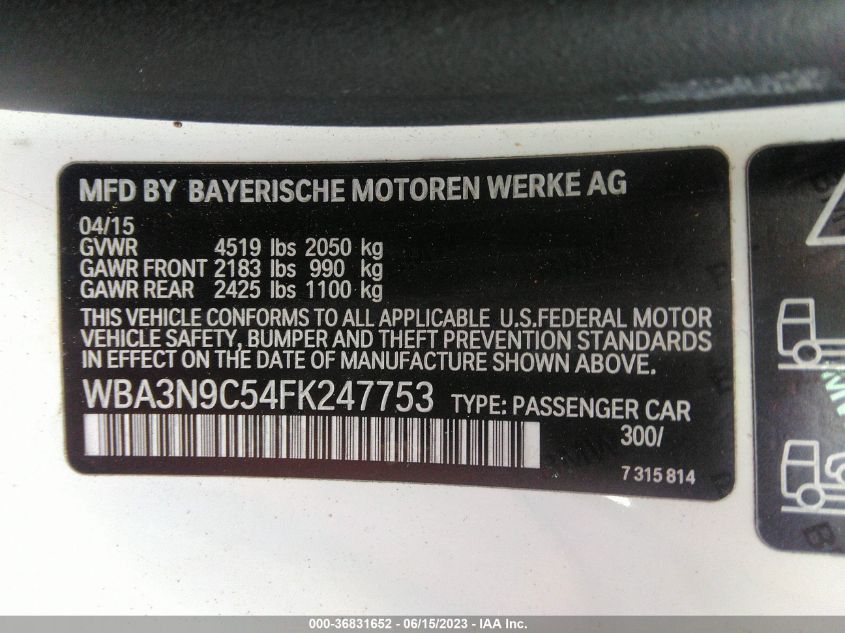 MFD BY BAYERISCHE MOTOREN WERKE AG
04/15
GVWR 4519 lbs 2050 kg
GAWR FRONT 2183 lbs 990 kg
GAWR REAR 2425 lbs 1100 kg
THIS VEHICLE CONFORMS TO ALL APPLICABLE U.S.FEDERAL MOTOR
VEHICLE SAFETY, BUMPER AND THEFT PREVENTION STANDARDS
IN EFFECT ON THE DATE OF MANUFACTURE SHOWN ABOVE.
WBA3N9C54FK247753 TYPE: PASSENGER CAR
300/
7 315 814
000-36831652 - 06/15/2023 - IAA Inc.